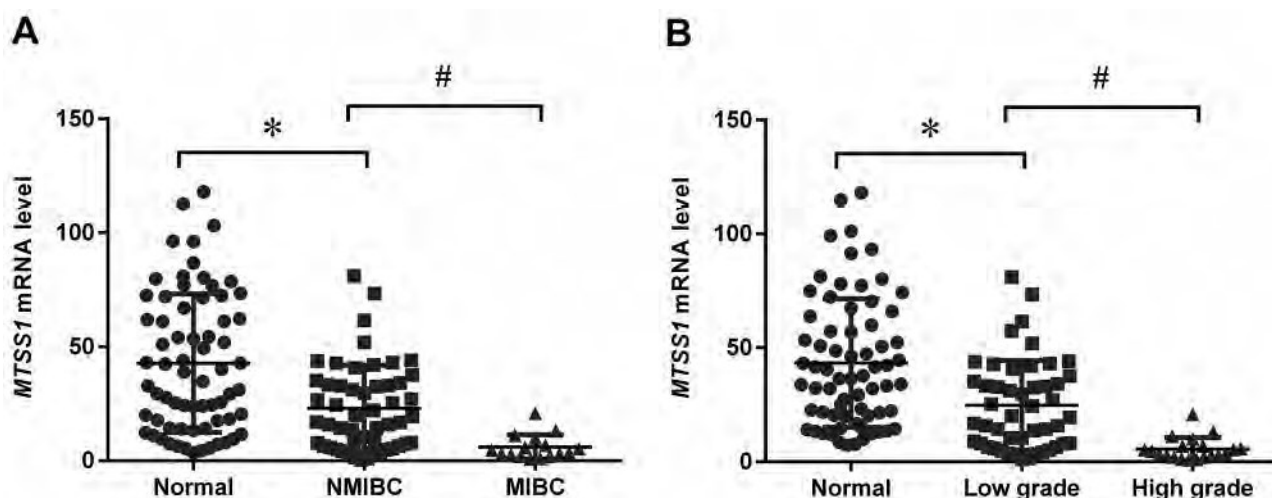 A
B
#
#
*
*
150
100
50
0
MTSS1 mRNA level
Normal
NMIBC
MIBC
150
100
50
0
MTSS1 mRNA level
Normal
Low grade
High grade